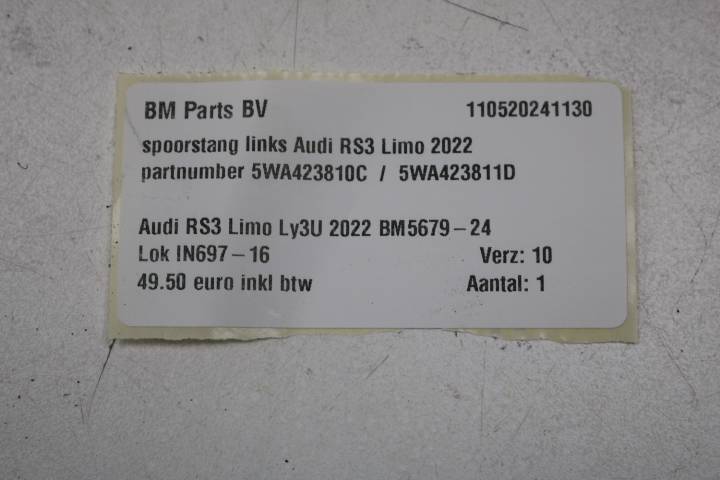 BM Parts BV 110520241130
spoorstang links Audi RS3 Limo 2022
partnumber 5WA423810C / 5WA423811D
Audi RS3 Limo Ly3U 2022 BM5679-24
Lok IN697-16 Verz: 10
49.50 euro inkl btw Aantal: 1